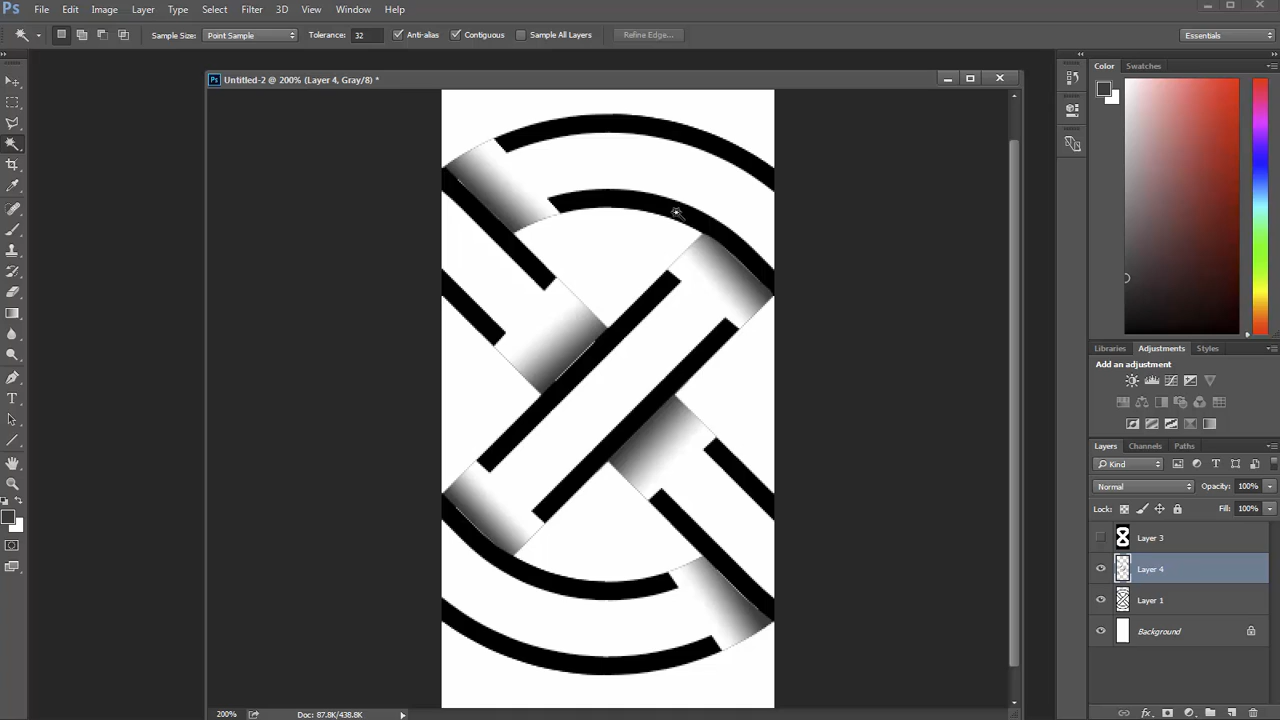 Ps File Edit Image Layer Type Select Filter 3D View Window Help
Sample Size: Point Sample Tolerance: 32 Anti-alias Contiguous Sample All Layers Refine Edge... Essentials
Color Swatches
Ps Untitled-2 @ 200% (Layer 4, Gray/8) *
Libraries Adjustments Styles
Add an adjustment
T
Layers Channels Paths
Kind T
Normal Opacity: 100%
Lock: Fill: 100%
Layer 3
Layer 4
Layer 1
Background
fx
200% Doc: 87.8K/438.8K